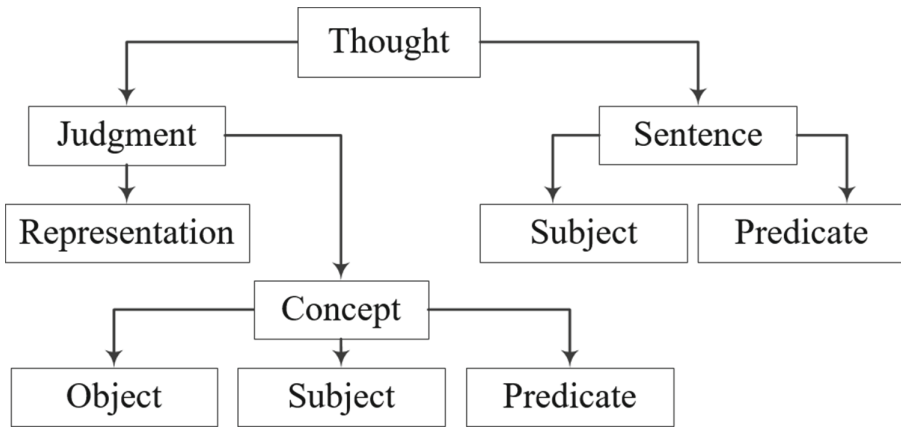 Thought
Judgment
Sentence
Representation
Subject
Predicate
Concept
Object
Subject
Predicate